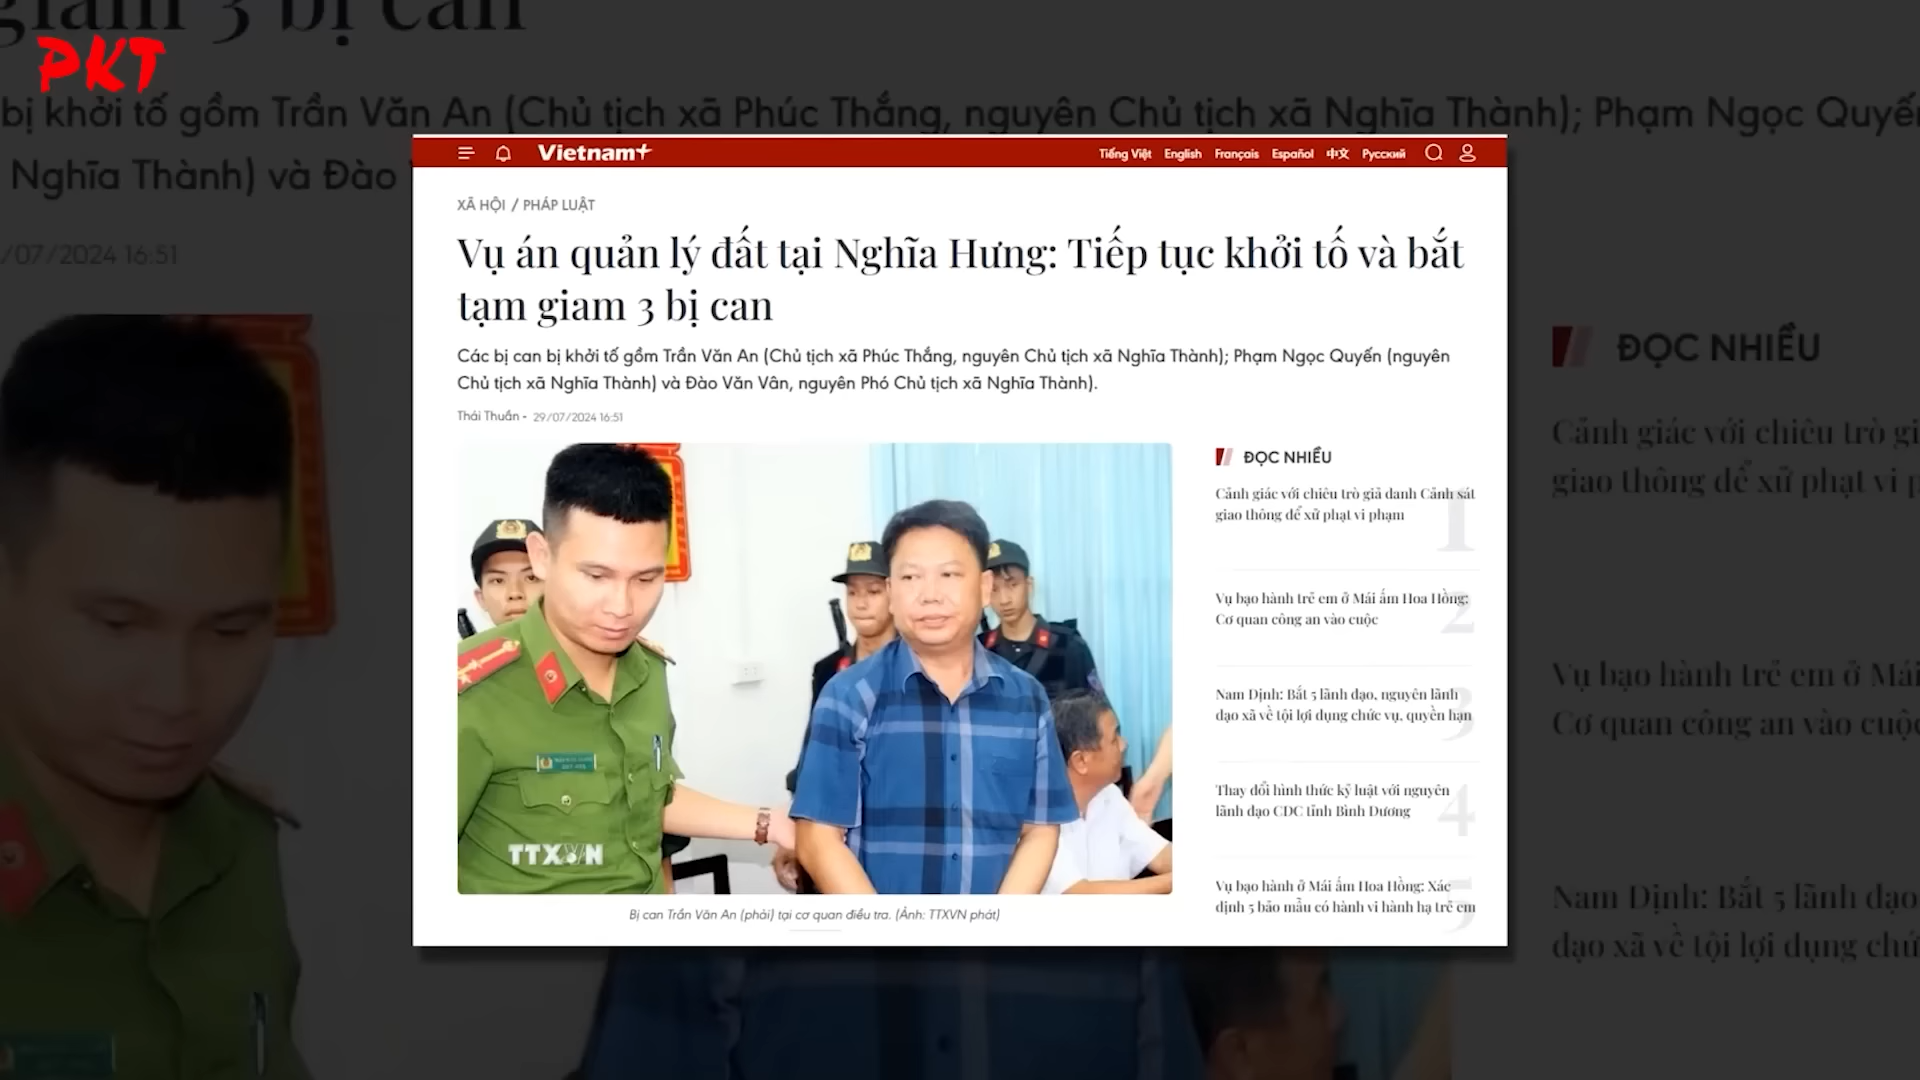 giam 3 bị can
PKT
bị khởi tố gồm Trần Văn An (Chủ tịch xã Phúc Thắng, nguyên Chủ tịch xã Nghĩa Thành); Phạm Ngọc Quyến
Nghĩa Thành) và Đào
/07/2024 16:51
Vietnam+
Tiếng Việt English Français Español 中文 Русский
XÃ HỘI / PHÁP LUẬT
Vụ án quản lý đất tại Nghĩa Hưng: Tiếp tục khởi tố và bắt
tạm giam 3 bị can
Các bị can bị khởi tố gồm Trần Văn An (Chủ tịch xã Phúc Thắng, nguyên Chủ tịch xã Nghĩa Thành); Phạm Ngọc Quyến (nguyên
Chủ tịch xã Nghĩa Thành) và Đào Văn Vân, nguyên Phó Chủ tịch xã Nghĩa Thành).
Thái Thuần - 29/07/2024 16:51
TTXVN
Bị can Trần Văn An (phải) tại cơ quan điều tra. (Ảnh: TTXVN phát)
ĐỌC NHIỀU
Cảnh giác với chiêu trò giả danh Cảnh sát
giao thông để xử phạt vi phạm
1
Vụ bạo hành trẻ em ở Mái ấm Hoa Hồng:
Cơ quan công an vào cuộc
2
Nam Định: Bắt 5 lãnh đạo, nguyên lãnh
đạo xã về tội lợi dụng chức vụ, quyền hạn
3
Thay đổi hình thức kỷ luật với nguyên
lãnh đạo CDC tỉnh Bình Dương
4
Vụ bạo hành ở Mái ấm Hoa Hồng: Xác
định 5 bảo mẫu có hành vi hành hạ trẻ em
5
ĐỌC NHIỀU
Cảnh giác với chiêu trò gi
giao thông để xử phạt vi p
Vụ bạo hành trẻ em ở Mái
Cơ quan công an vào cuộc
Nam Định: Bắt 5 lãnh đạo
đạo xã về tội lợi dụng chức